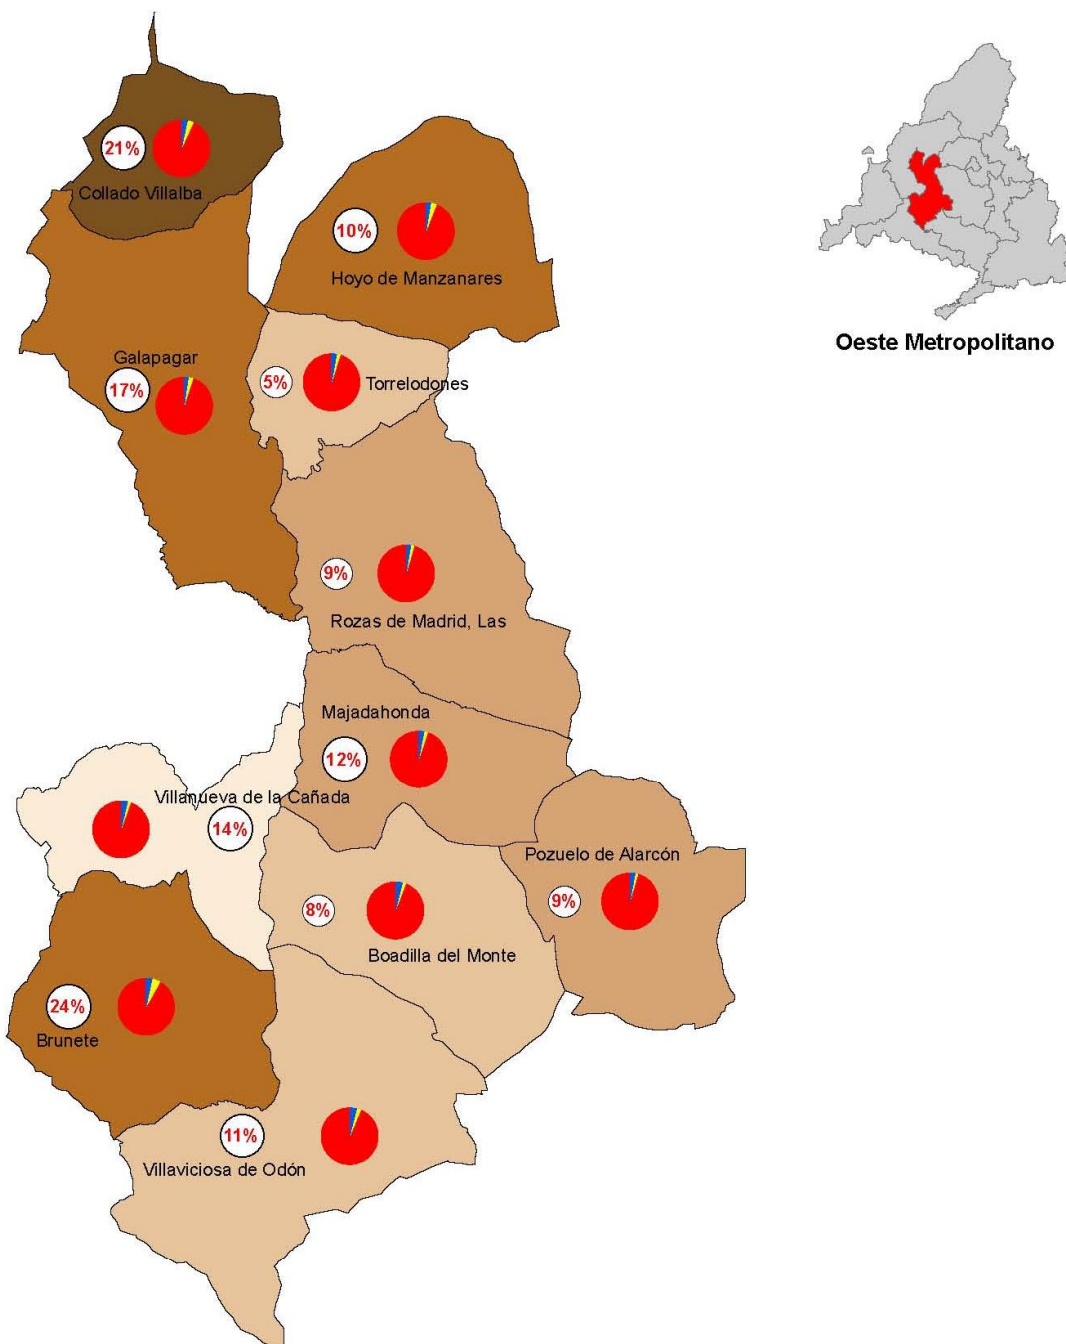 21%
Collado Villalba
10%
Hoyo de Manzanares
Oeste Metropolitano
Galapagar
17%
5%
Torrelodones
9%
Rozas de Madrid, Las
Majadahonda
12%
Villanueva de la Cañada
14%
Pozuelo de Alarcón
9%
8%
Boadilla del Monte
24%
Brunete
11%
Villaviciosa de Odón